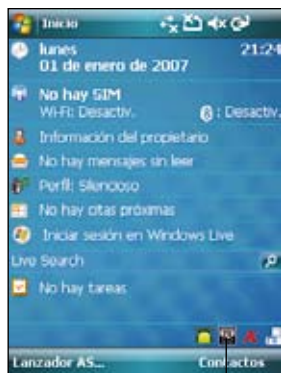 Inicio
lunes 21:24
01 de enero de 2007
No hay SIM
Wi-Fi: Desactiv. : Desactiv.
Información del propietario
No hay mensajes sin leer
Perfil: Silencioso
No hay citas próximas
Iniciar sesión en Windows Live
Live Search
No hay tareas
Lanzador AS... Contactos